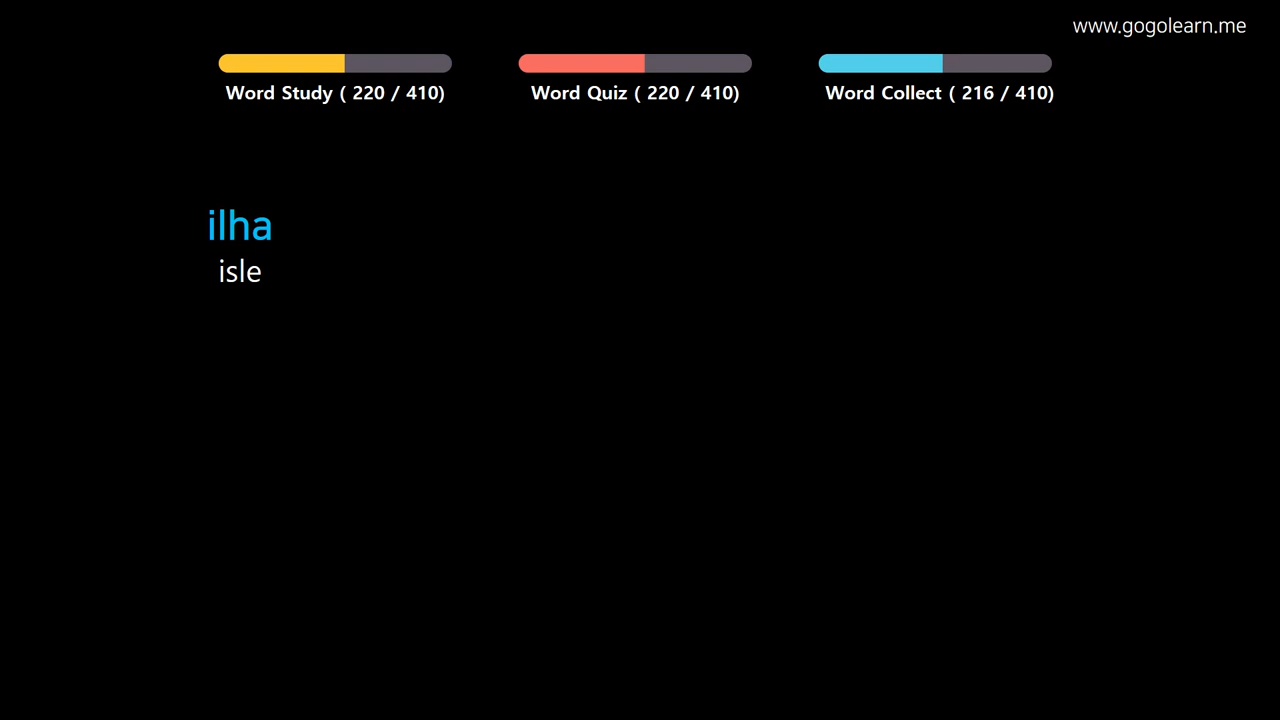 www.gogolearn.me
Word Study ( 220 / 410)
Word Quiz ( 220 / 410)
Word Collect ( 216 / 410)
ilha
isle